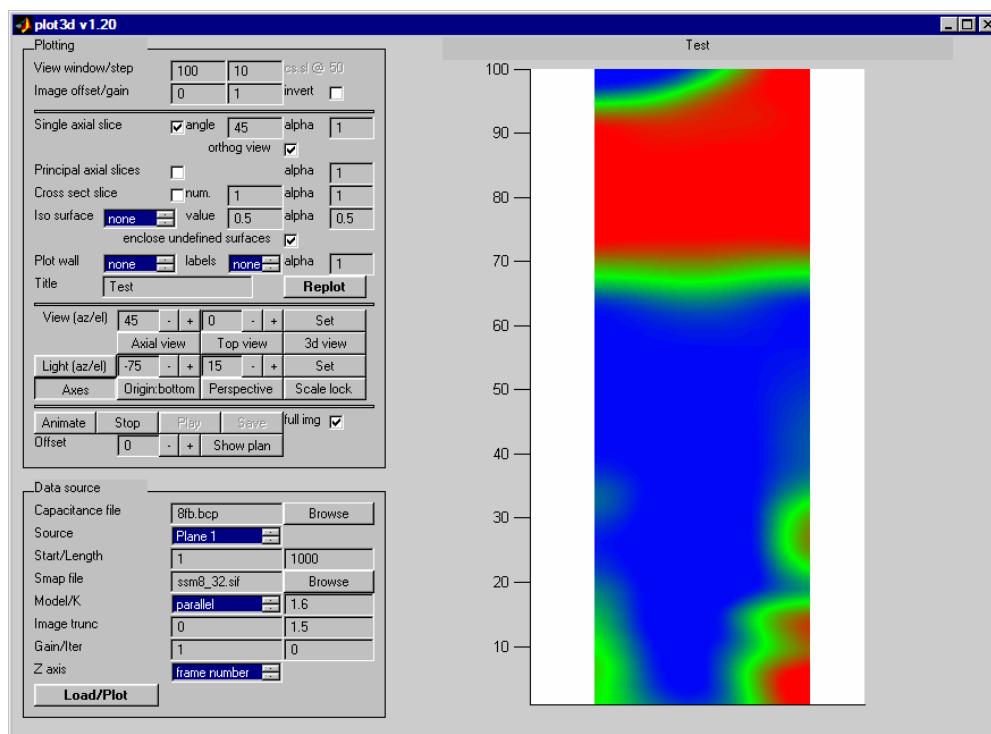 plot3d v1.20
Plotting
View window/step 100 10 cs.sl @ 50
Image offset/gain 0 1 invert
Single axial slice angle 45 alpha 1
orthog view
Principal axial slices alpha 1
Cross sect slice num. 1 alpha 1
Iso surface none value 0.5 alpha 0.5
enclose undefined surfaces
Plot wall none labels none alpha 1
Title Test Replot
View (az/el) 45 - + 0 - + Set
Axial view Top view 3d view
Light (az/el) -75 - + 15 - + Set
Axes Origin:bottom Perspective Scale lock
Animate Stop Play Save full img
Offset 0 - + Show plan
Data source
Capacitance file 8fb.bcp Browse
Source Plane 1
Start/Length 1 1000
Smap file ssm8_32.sif Browse
Model/K parallel 1.6
Image trunc 0 1.5
Gain/Iter 1 0
Z axis frame number
Load/Plot
Test
100
90
80
70
60
50
40
30
20
10